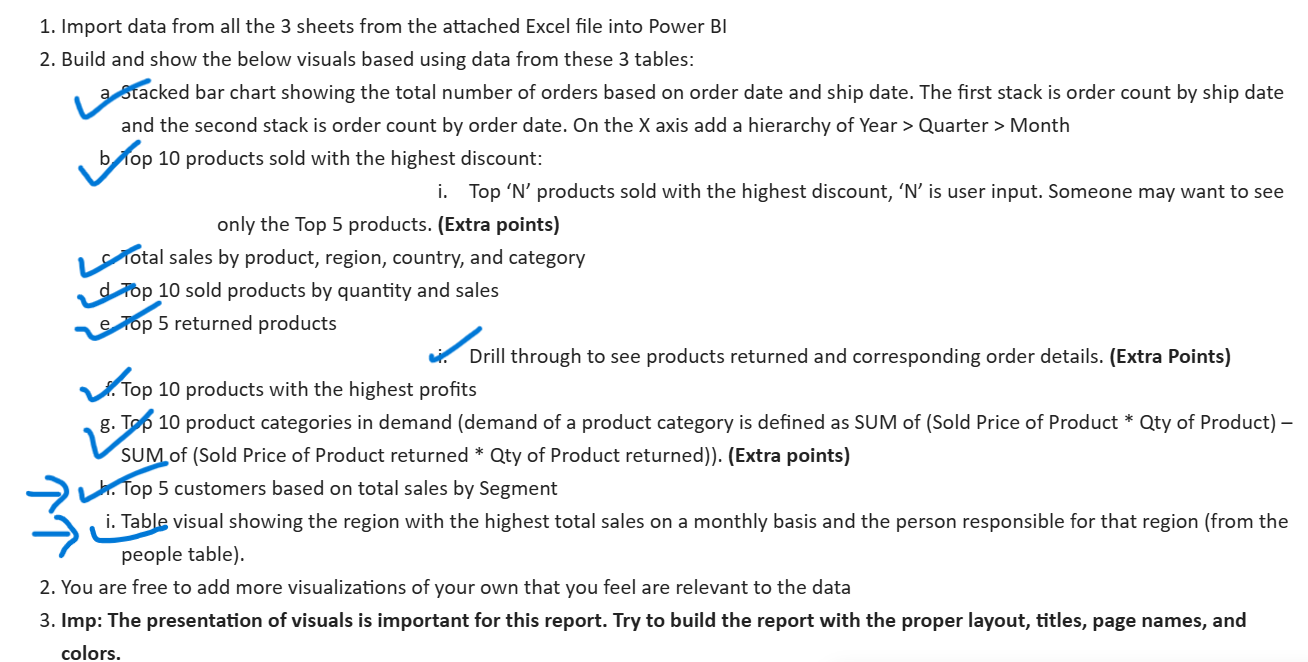 1. Import data from all the 3 sheets from the attached Excel file into Power BI
2. Build and show the below visuals based using data from these 3 tables:
a. Stacked bar chart showing the total number of orders based on order date and ship date. The first stack is order count by ship date
and the second stack is order count by order date. On the X axis add a hierarchy of Year > Quarter > Month
b. Top 10 products sold with the highest discount:
i. Top ‘N’ products sold with the highest discount, ‘N’ is user input. Someone may want to see
only the Top 5 products. (Extra points)
c. Total sales by product, region, country, and category
d. Top 10 sold products by quantity and sales
e. Top 5 returned products
i. Drill through to see products returned and corresponding order details. (Extra Points)
f. Top 10 products with the highest profits
g. Top 10 product categories in demand (demand of a product category is defined as SUM of (Sold Price of Product * Qty of Product) –
SUM of (Sold Price of Product returned * Qty of Product returned)). (Extra points)
h. Top 5 customers based on total sales by Segment
i. Table visual showing the region with the highest total sales on a monthly basis and the person responsible for that region (from the
people table).
2. You are free to add more visualizations of your own that you feel are relevant to the data
3. Imp: The presentation of visuals is important for this report. Try to build the report with the proper layout, titles, page names, and
colors.